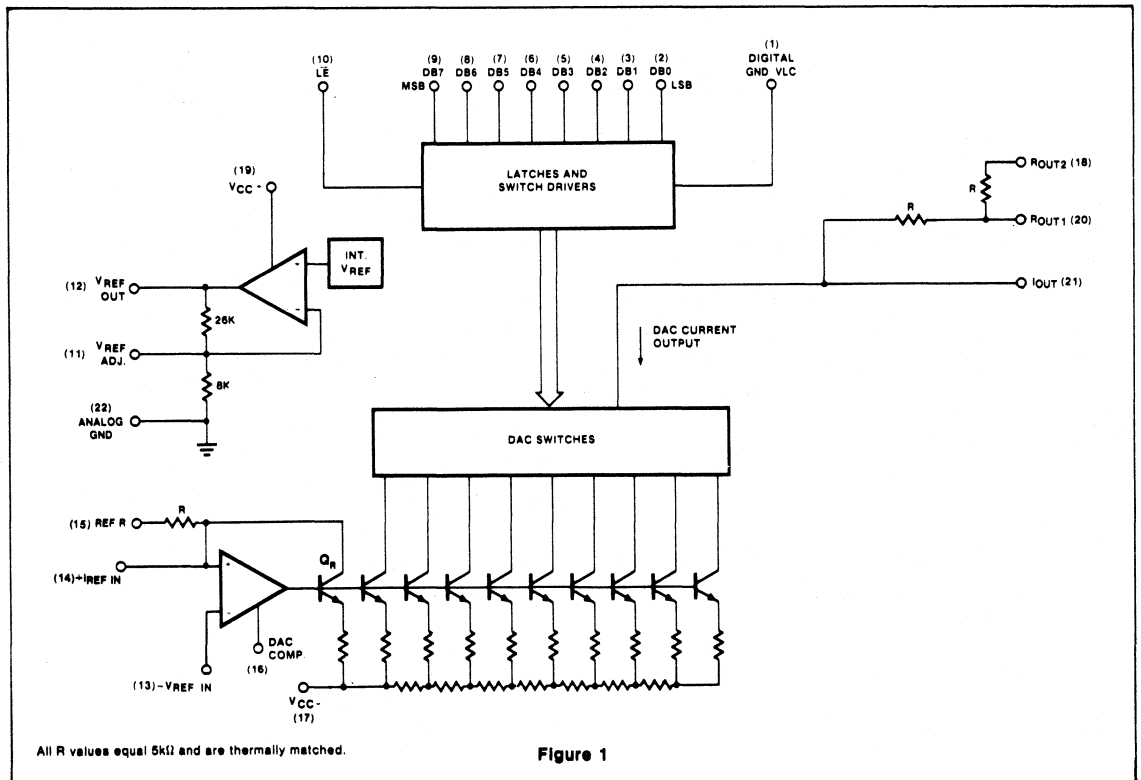 (10)
LE
(9)
DB7
(8)
DB6
(7)
DB5
(6)
DB4
(5)
DB3
(4)
DB2
(3)
DB1
(2)
DB0
(1)
DIGITAL
GND VLC
MSB
LSB
LATCHES AND
SWITCH DRIVERS
(19)
VCC -
INT.
VREF
-
-
(12) VREF
OUT
26K
(11) VREF
ADJ.
8K
(22)
ANALOG
GND
R
ROUT2 (18)
R
ROUT1 (20)
IOUT (21)
DAC CURRENT
OUTPUT
DAC SWITCHES
(15) REF R
R
(14)+IREF IN
QR
-
DAC
COMP.
(16)
(13)-VREF IN
VCC-
(17)
All R values equal 5kΩ and are thermally matched.
Figure 1